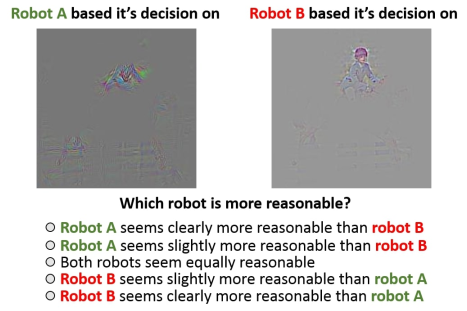 Robot A based it's decision on
Robot B based it's decision on
Which robot is more reasonable?
Robot A seems clearly more reasonable than robot B
Robot A seems slightly more reasonable than robot B
Both robots seem equally reasonable
Robot B seems slightly more reasonable than robot A
Robot B seems clearly more reasonable than robot A